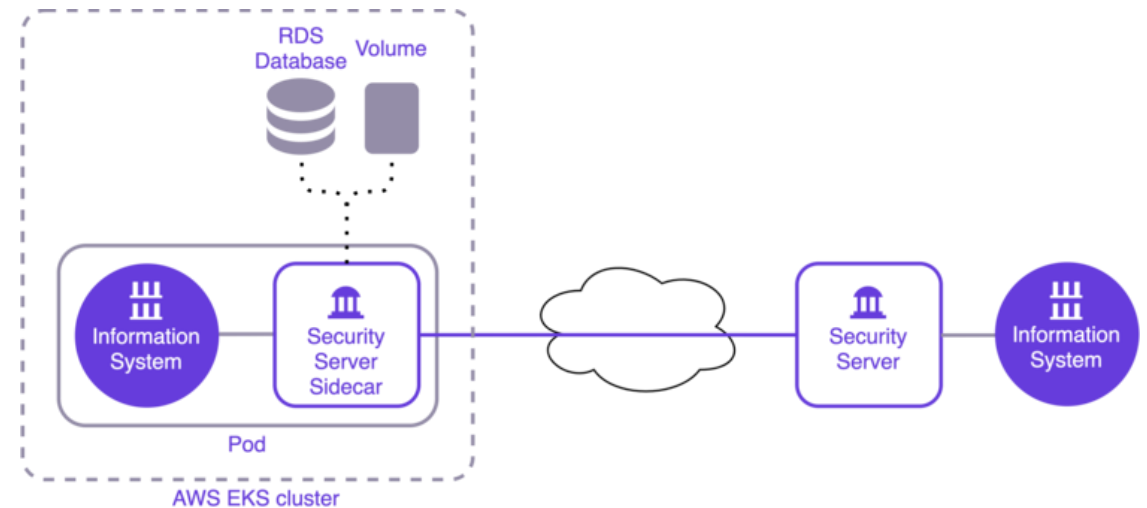 RDS
Database
Volume
Information
System
Security
Server
Sidecar
Security
Server
Information
System
Pod
AWS EKS cluster